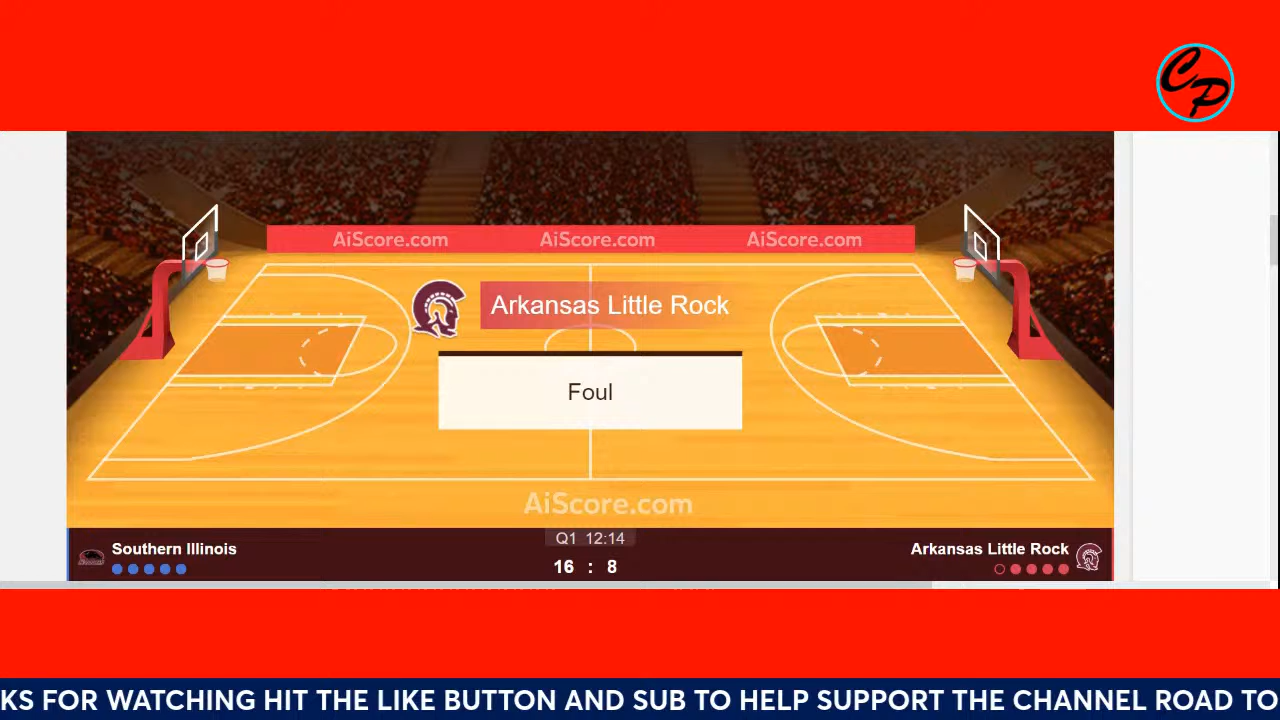 CP
AiScore.com AiScore.com AiScore.com
Arkansas Little Rock
Foul
AiScore.com
Q1 12:14
Southern Illinois
16 : 8
Arkansas Little Rock
KS FOR WATCHING HIT THE LIKE BUTTON AND SUB TO HELP SUPPORT THE CHANNEL ROAD TO